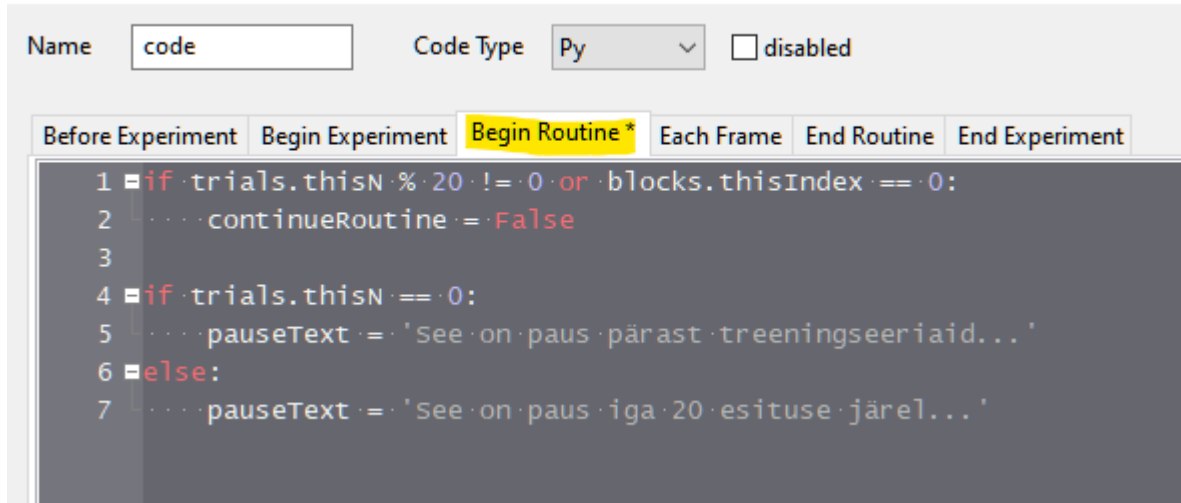 Name code Code Type Py disabled
Before Experiment Begin Experiment Begin Routine * Each Frame End Routine End Experiment
1 if trials.thisN % 20 != 0 or blocks.thisIndex == 0:
2 continueRoutine = False
3
4 if trials.thisN == 0:
5 pauseText = 'See on paus pärast treeningseeriaid...'
6 else:
7 pauseText = 'See on paus iga 20 esituse järel...'